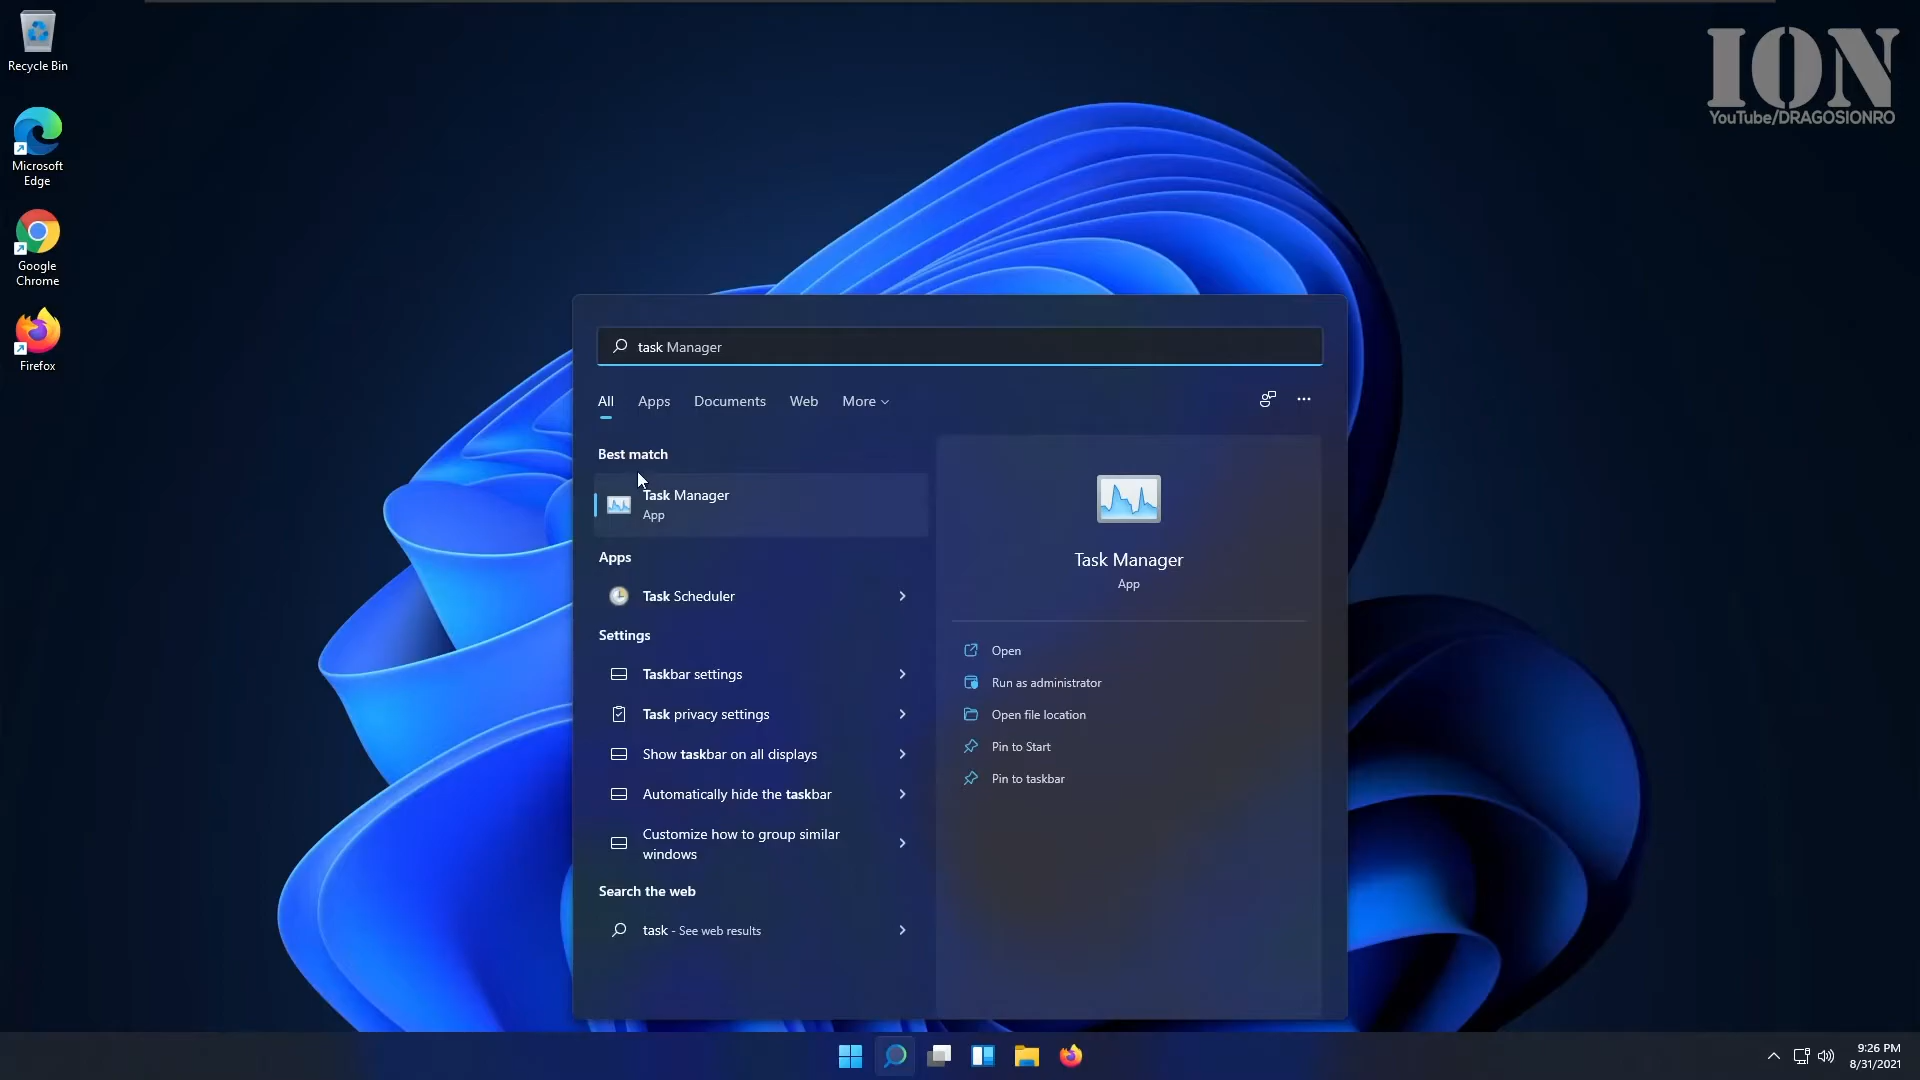 Recycle Bin
Microsoft
Edge
Google
Chrome
Firefox
ION
YouTube/DRAGOSIONRO
task Manager
All
Apps
Documents
Web
More
Best match
Task Manager
App
Apps
Task Scheduler
Settings
Taskbar settings
Task privacy settings
Show taskbar on all displays
Automatically hide the taskbar
Customize how to group similar
windows
Search the web
task - See web results
Task Manager
App
Open
Run as administrator
Open file location
Pin to Start
Pin to taskbar
9:26 PM
8/31/2021